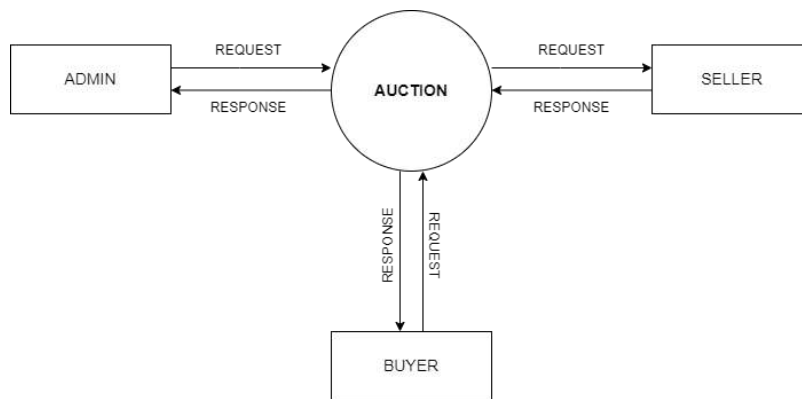 REQUEST
REQUEST
ADMIN
AUCTION
SELLER
RESPONSE
RESPONSE
RESPONSE
REQUEST
BUYER